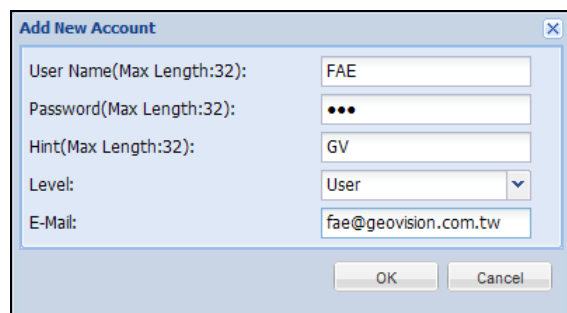 Add New Account
User Name(Max Length:32): FAE
Password(Max Length:32): •••
Hint(Max Length:32): GV
Level: User
E-Mail: fae@geovision.com.tw
OK Cancel